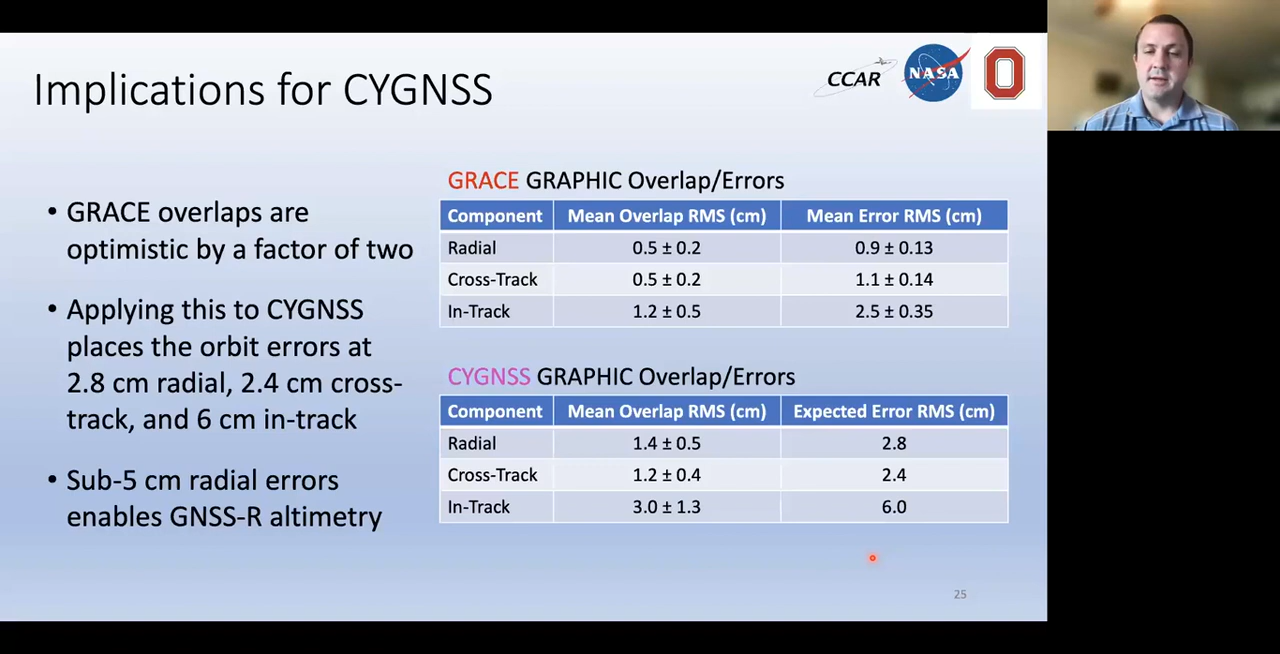 Implications for CYGNSS
CCAR
NASA
O
• GRACE overlaps are
optimistic by a factor of two
• Applying this to CYGNSS
places the orbit errors at
2.8 cm radial, 2.4 cm cross-
track, and 6 cm in-track
• Sub-5 cm radial errors
enables GNSS-R altimetry
GRACE GRAPHIC Overlap/Errors
Component Mean Overlap RMS (cm) Mean Error RMS (cm)
Radial 0.5 ± 0.2 0.9 ± 0.13
Cross-Track 0.5 ± 0.2 1.1 ± 0.14
In-Track 1.2 ± 0.5 2.5 ± 0.35
CYGNSS GRAPHIC Overlap/Errors
Component Mean Overlap RMS (cm) Expected Error RMS (cm)
Radial 1.4 ± 0.5 2.8
Cross-Track 1.2 ± 0.4 2.4
In-Track 3.0 ± 1.3 6.0
25